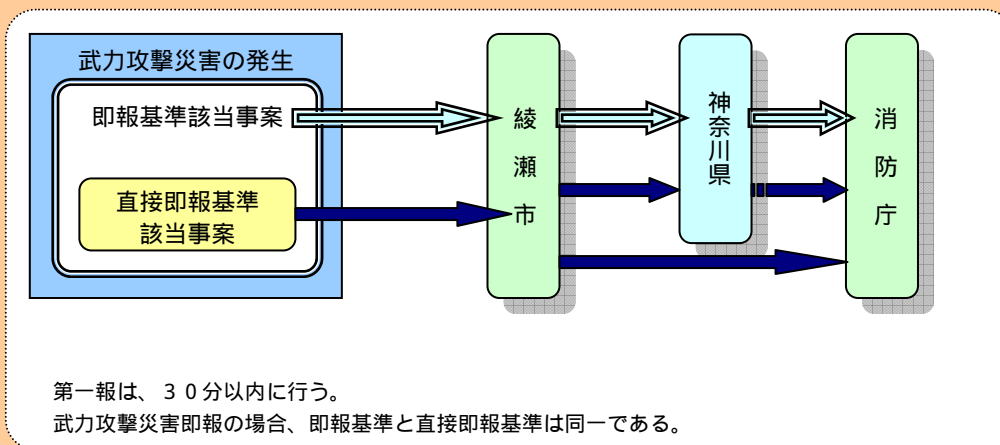 武力攻撃災害の発生
即報基準該当事案
直接即報基準
該当事案
綾瀬市
神奈川県
消防庁
第一報は、３０分以内に行う。
武力攻撃災害即報の場合、即報基準と直接即報基準は同一である。